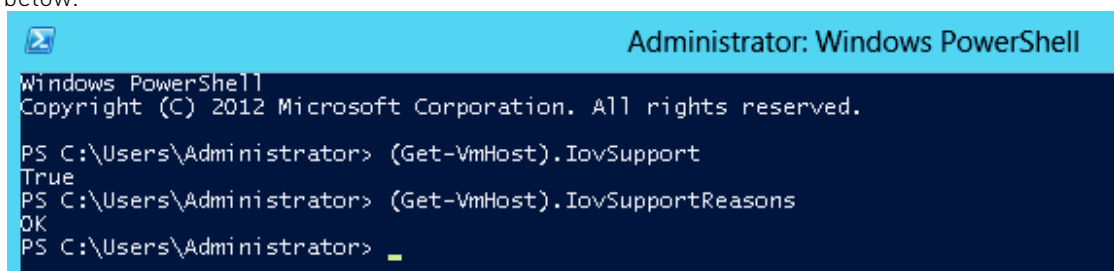 below.
Administrator: Windows PowerShell
Windows PowerShell
Copyright (C) 2012 Microsoft Corporation. All rights reserved.
PS C:\Users\Administrator> (Get-VmHost).IovSupport
True
PS C:\Users\Administrator> (Get-VmHost).IovSupportReasons
OK
PS C:\Users\Administrator> _